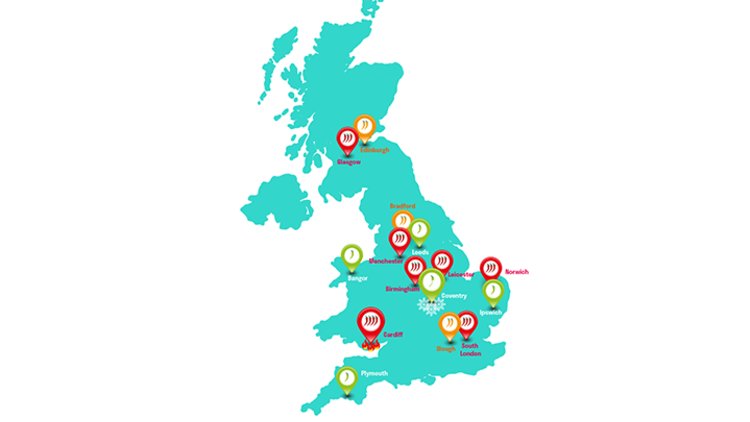 Edinburgh
Glasgow
Bradford
Leeds
Manchester
Bangor
Leicester
Norwich
Birmingham
Coventry
Ipswich
Cardiff
Slough
South
London
Plymouth